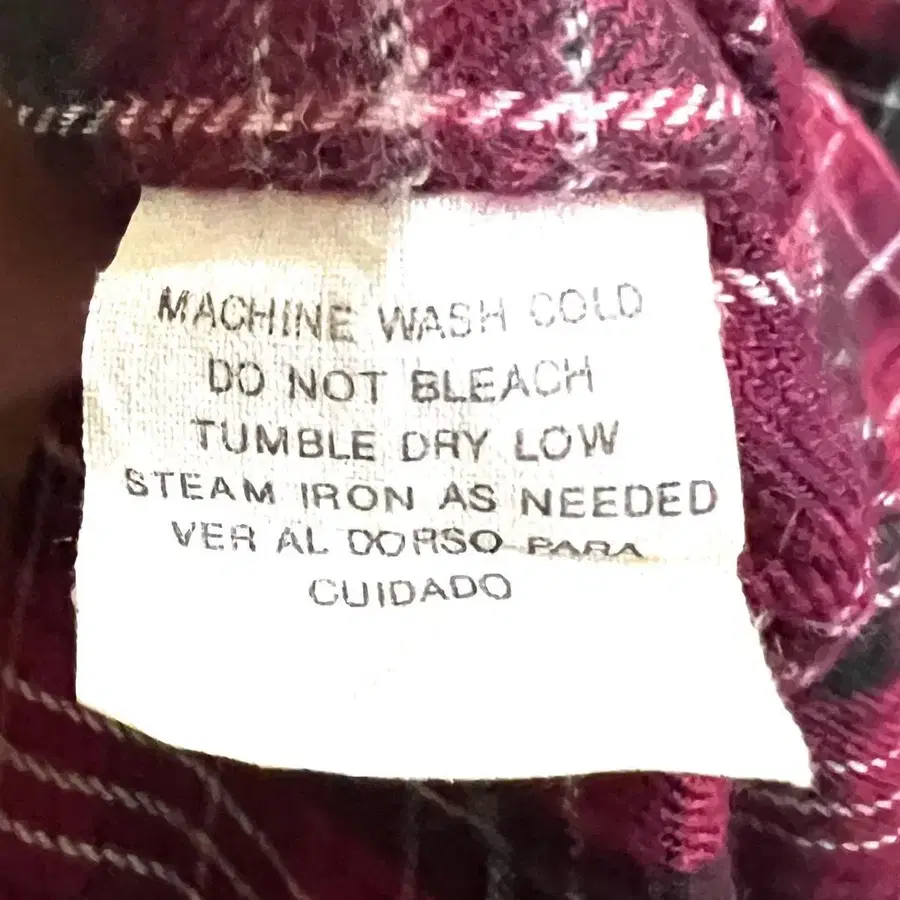 MACHINE WASH COLD
DO NOT BLEACH
TUMBLE DRY LOW
STEAM IRON AS NEEDED
VER AL DORSO PARA
CUIDADO